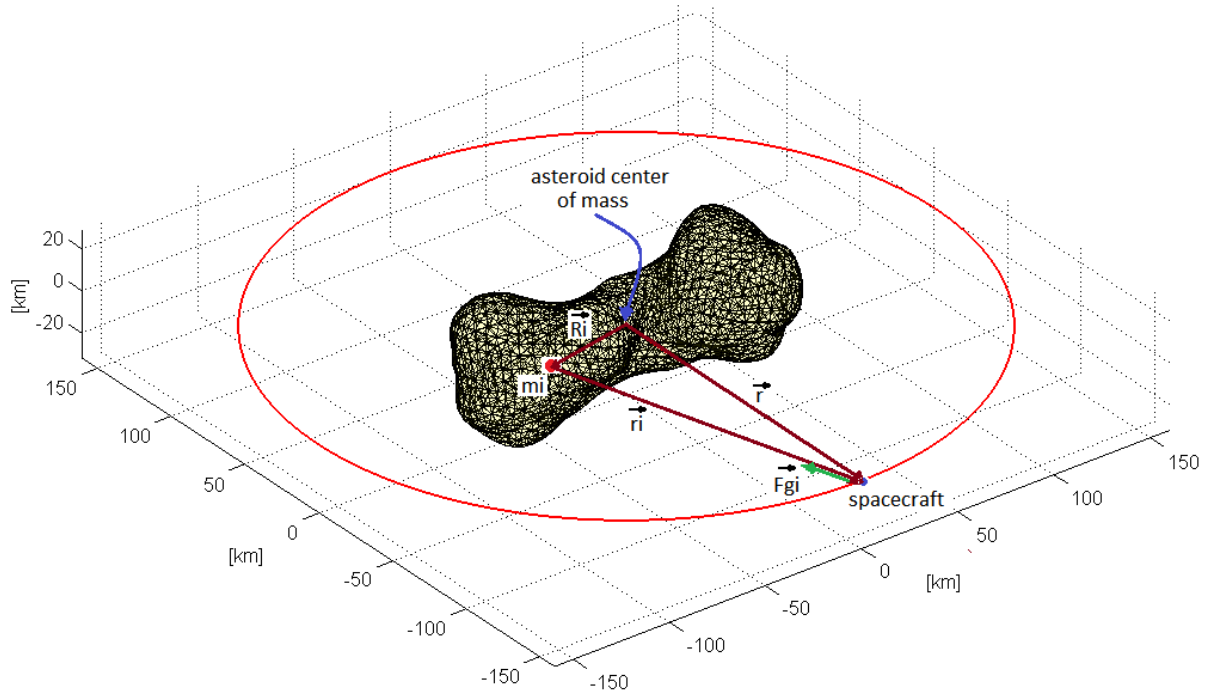 asteroid center
of mass
20
0
-20
[km]
Ri
mi
r
ri
Fgi
spacecraft
150
100
50
0
-50
-100
-150
[km]
150
100
50
0
-50
-100
-150
[km]